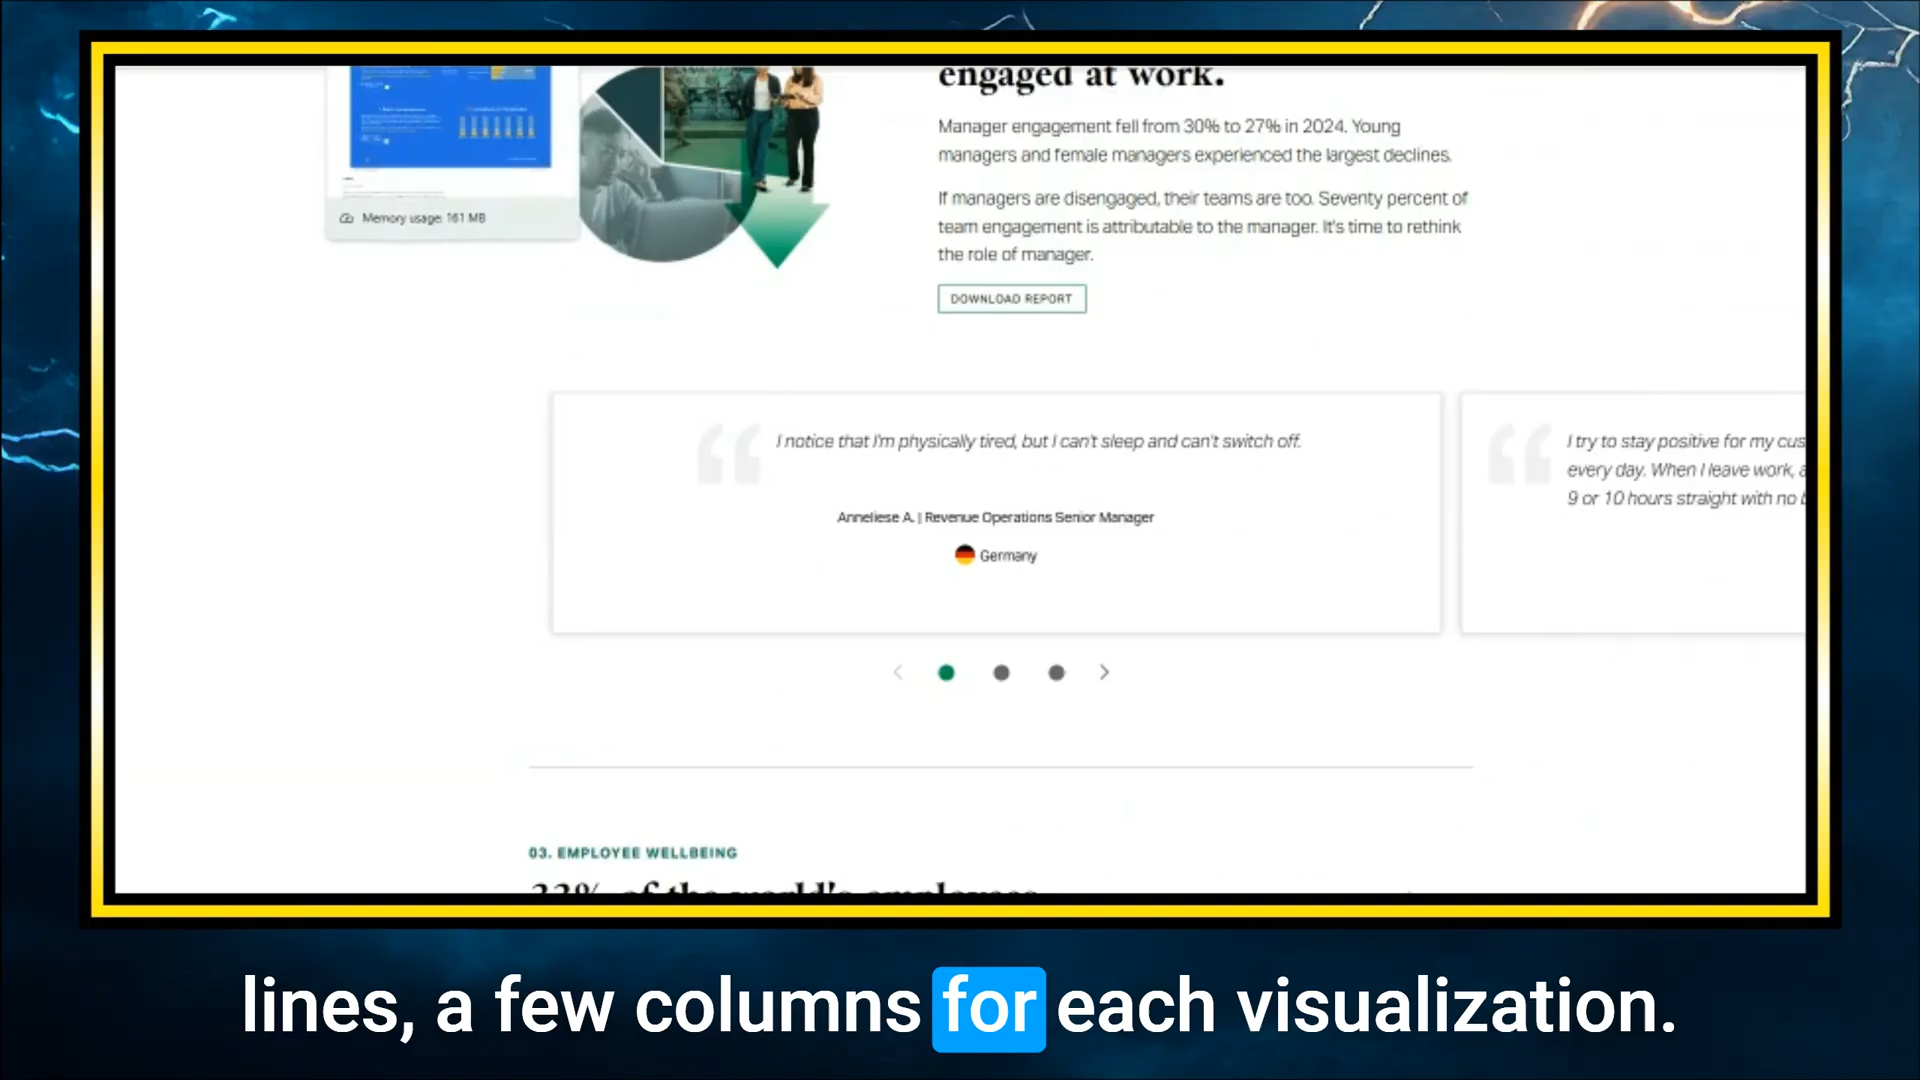 engaged at work.
Manager engagement fell from 30% to 27% in 2024. Young
managers and female managers experienced the largest declines.
If managers are disengaged, their teams are too. Seventy percent of
team engagement is attributable to the manager. It's time to rethink
the role of manager.
DOWNLOAD REPORT
Memory usage: 161 MB
I notice that I'm physically tired, but I can't sleep and can't switch off.
Anneliese A. | Revenue Operations Senior Manager
Germany
I try to stay positive for my cus
every day. When I leave work, a
9 or 10 hours straight with no b
03. EMPLOYEE WELLBEING
33% of the world's employees
lines, a few columns for each visualization.